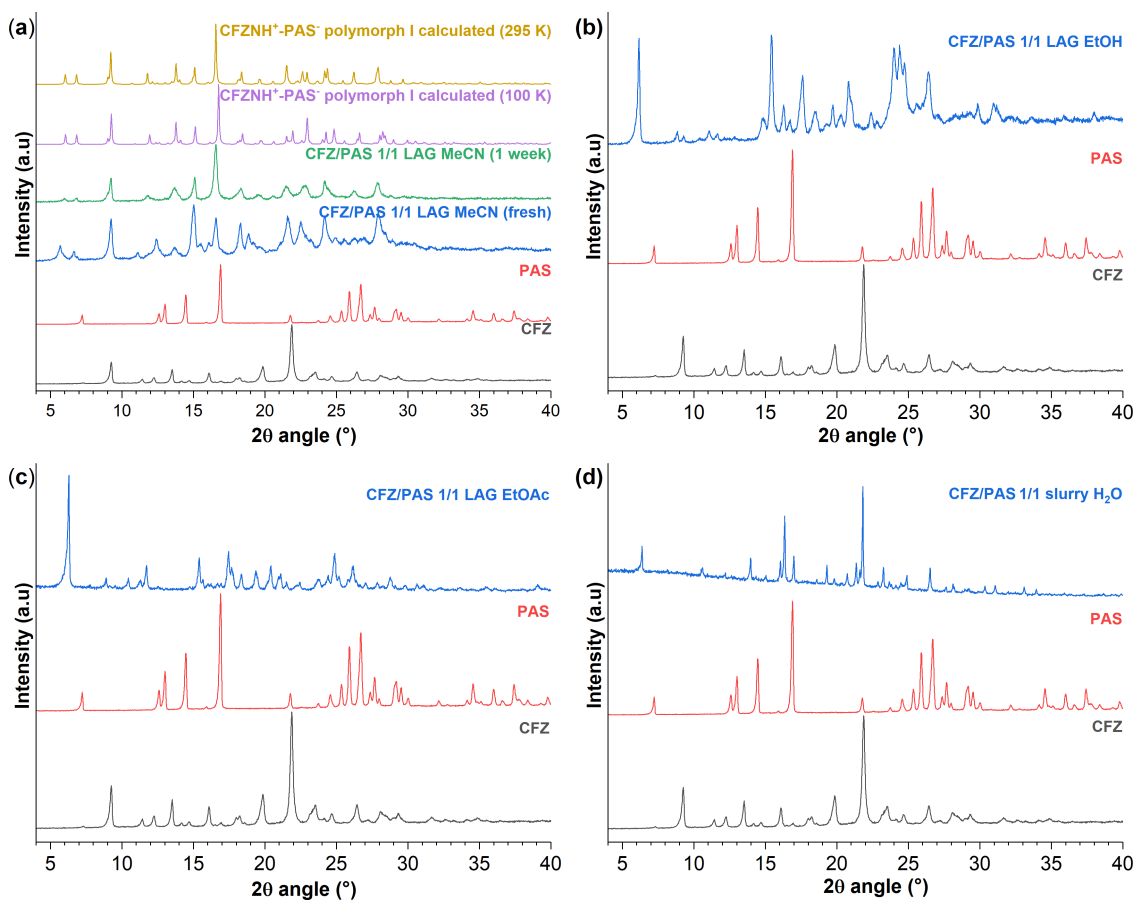 (a)
CFZNH⁺-PAS⁻ polymorph I calculated (295 K)
CFZNH⁺-PAS⁻ polymorph I calculated (100 K)
CFZ/PAS 1/1 LAG MeCN (1 week)
CFZ/PAS 1/1 LAG MeCN (fresh)
PAS
CFZ
Intensity (a.u)
5 10 15 20 25 30 35 40
2θ angle (°)
(b)
CFZ/PAS 1/1 LAG EtOH
PAS
CFZ
Intensity (a.u)
5 10 15 20 25 30 35 40
2θ angle (°)
(c)
CFZ/PAS 1/1 LAG EtOAc
PAS
CFZ
Intensity (a.u)
5 10 15 20 25 30 35 40
2θ angle (°)
(d)
CFZ/PAS 1/1 slurry H₂O
PAS
CFZ
Intensity (a.u)
5 10 15 20 25 30 35 40
2θ angle (°)